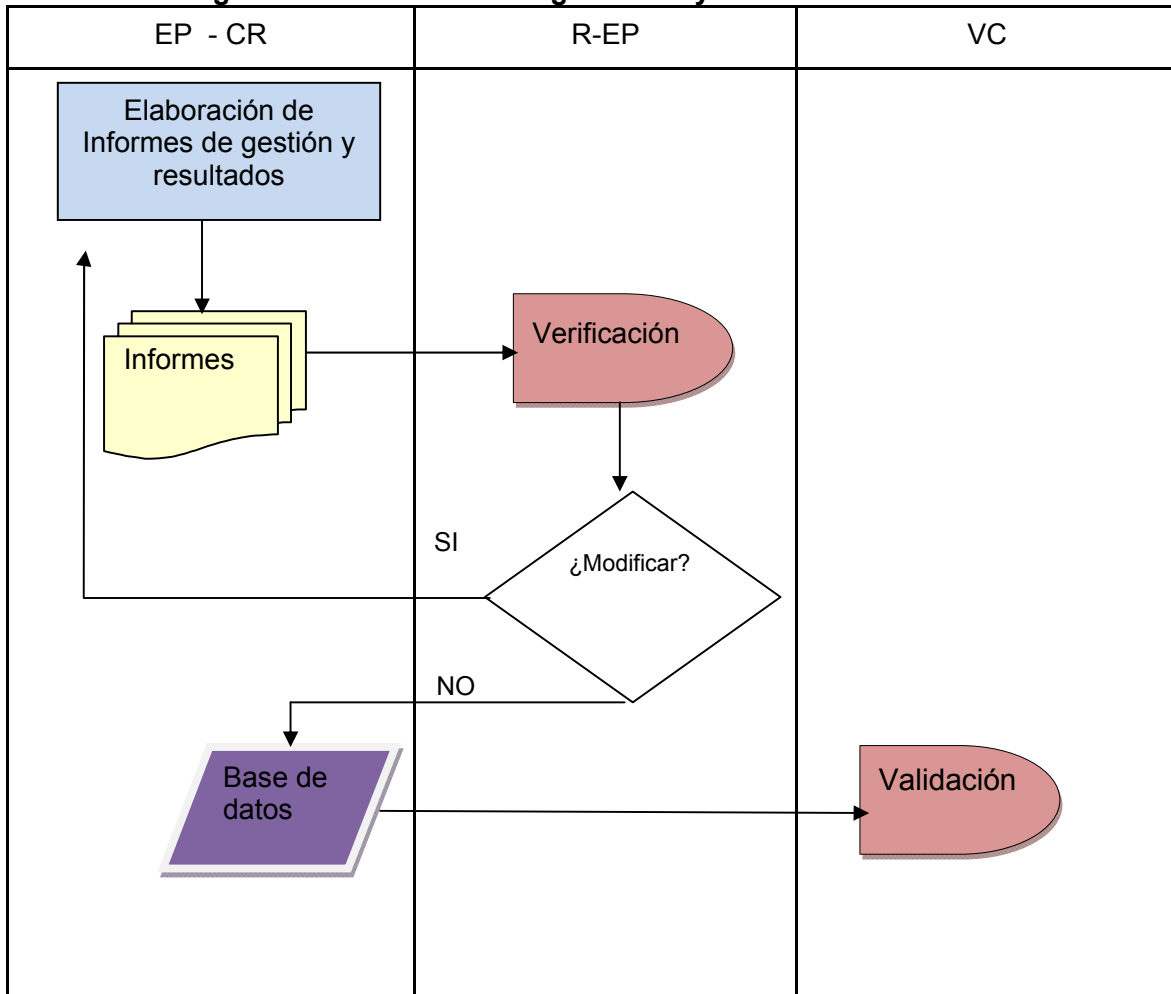 EP - CR
R-EP
VC
Elaboración de
Informes de gestión y
resultados
Informes
Verificación
¿Modificar?
SI
NO
Base de
datos
Validación